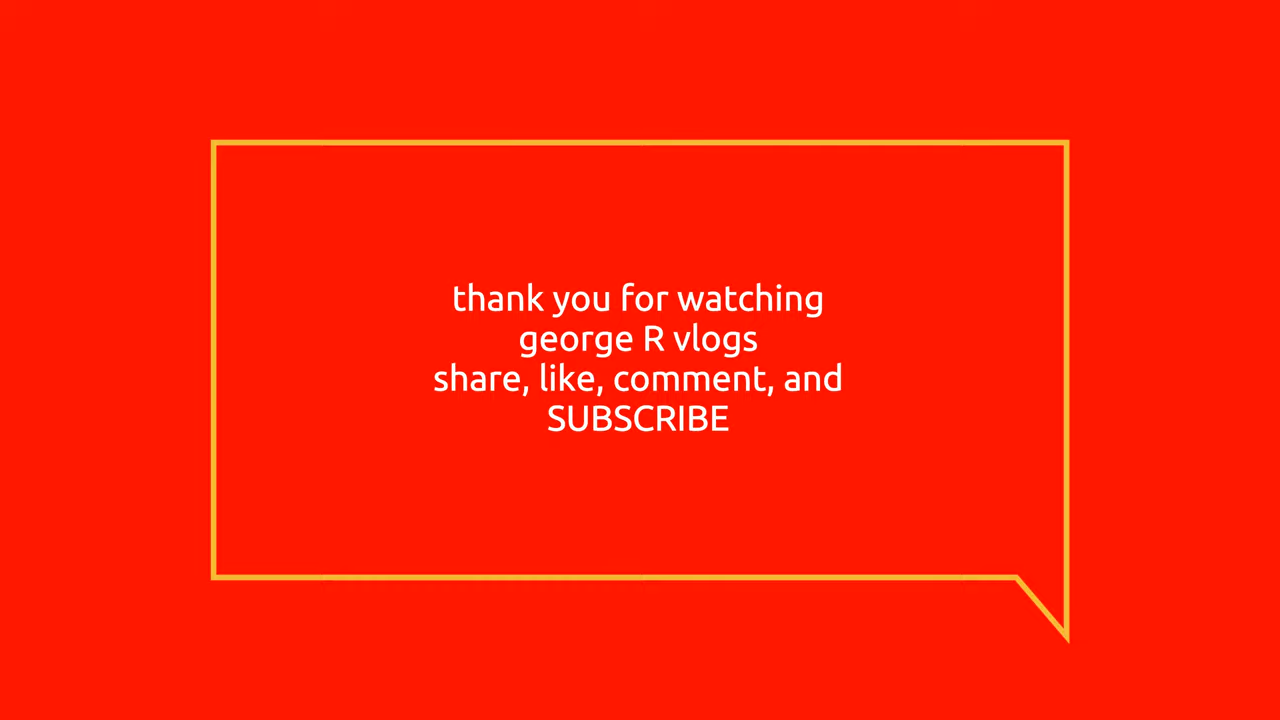 thank you for watching
george R vlogs
share, like, comment, and
SUBSCRIBE